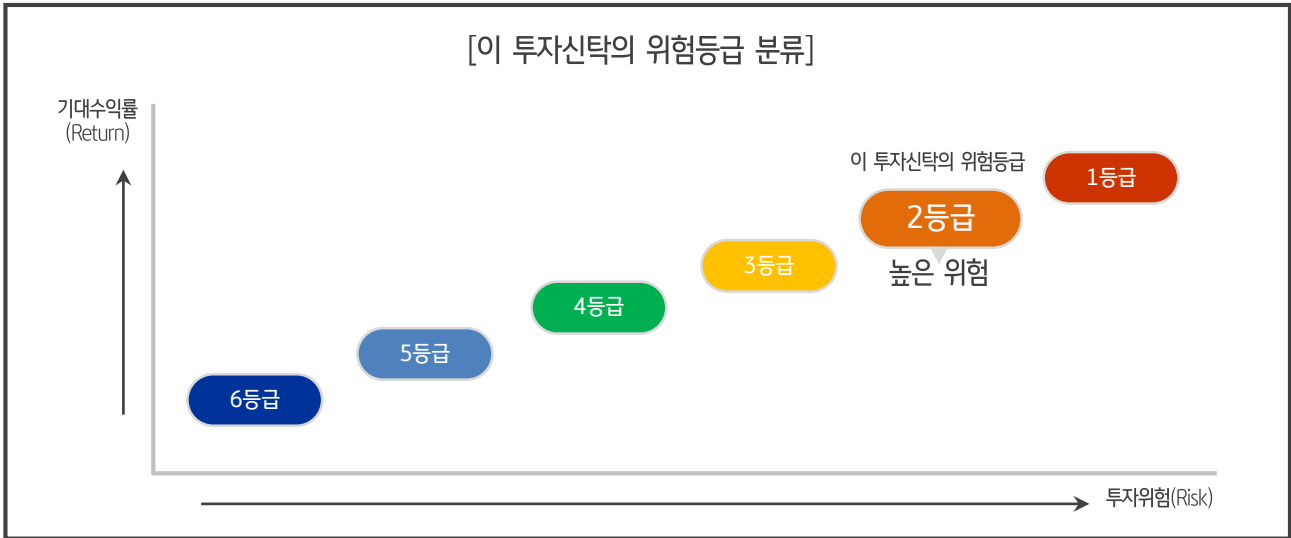 [이 투자신탁의 위험등급 분류]
기대수익률
(Return)
이 투자신탁의 위험등급
1등급
2등급
높은 위험
3등급
4등급
5등급
6등급
투자위험(Risk)